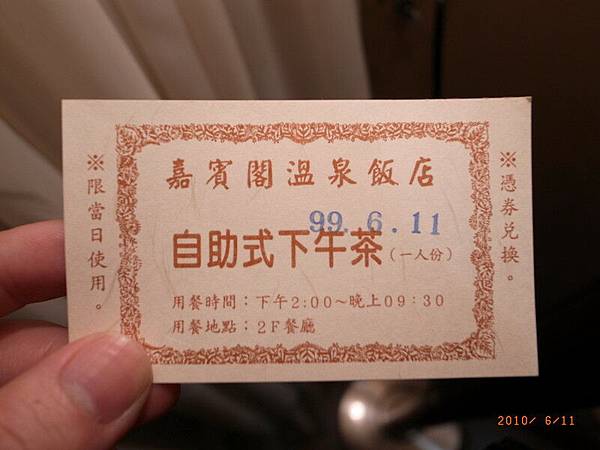 嘉賓閣溫泉飯店
99.6.11
自助式下午茶(一人份)
用餐時間：下午2:00～晚上09:30
用餐地點：2F餐廳
※限當日使用。
※憑券兌換。
2010/ 6/11